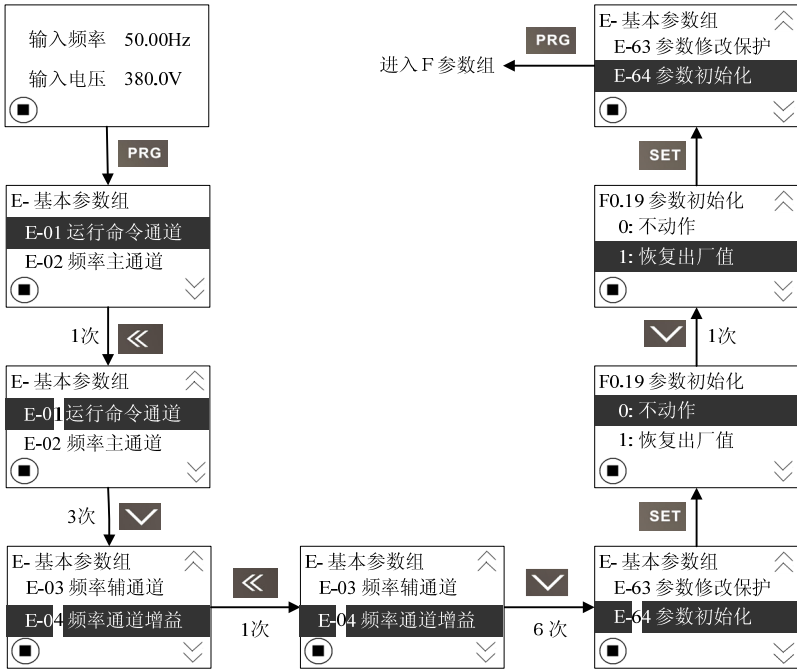 输入频率 50.00Hz
输入电压 380.0V
PRG
E- 基本参数组
E-01 运行命令通道
E-02 频率主通道
1次
E- 基本参数组
E-01 运行命令通道
E-02 频率主通道
3次
E- 基本参数组
E-03 频率辅通道
E-04 频率通道增益
1次
E- 基本参数组
E-03 频率辅通道
E-04 频率通道增益
6 次
E- 基本参数组
E-63 参数修改保护
E-64 参数初始化
SET
F0.19 参数初始化
0: 不动作
1: 恢复出厂值
1次
F0.19 参数初始化
0: 不动作
1: 恢复出厂值
SET
E- 基本参数组
E-63 参数修改保护
E-64 参数初始化
PRG
进入 F 参数组